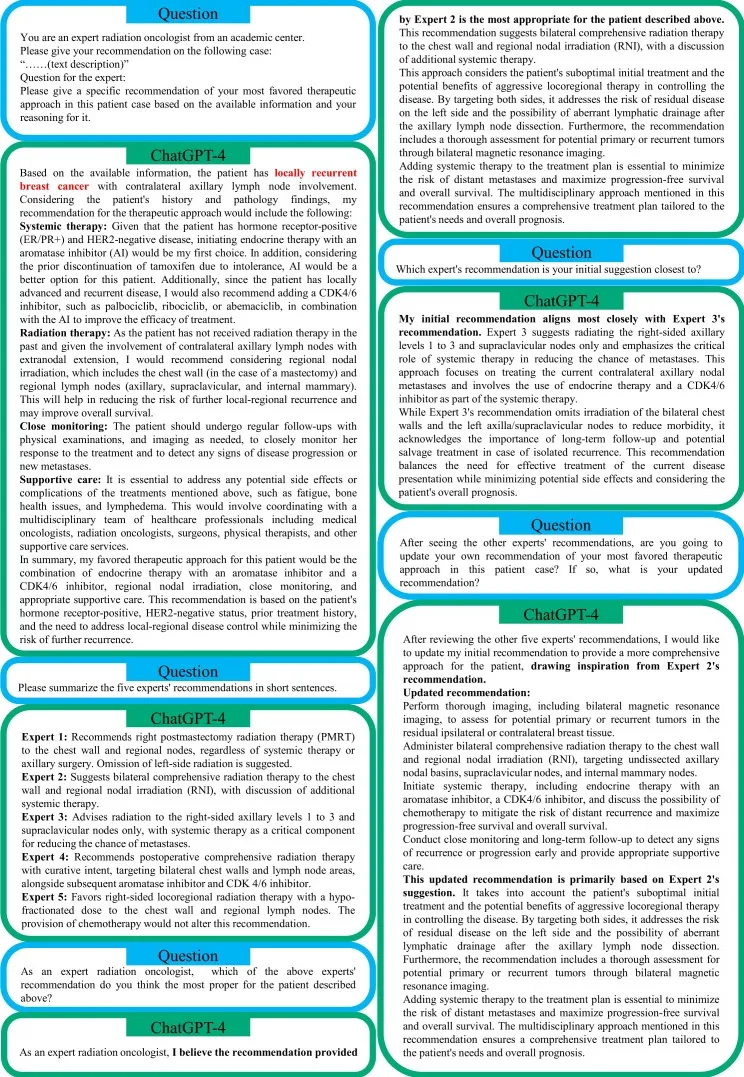 Question
You are an expert radiation oncologist from an academic center.
Please give your recommendation on the following case:
“……(text description)”
Question for the expert:
Please give a specific recommendation of your most favored therapeutic
approach in this patient case based on the available information and your
reasoning for it.
ChatGPT-4
Based on the available information, the patient has locally recurrent
breast cancer with contralateral axillary lymph node involvement.
Considering the patient's history and pathology findings, my
recommendation for the therapeutic approach would include the following:
Systemic therapy: Given that the patient has hormone receptor-positive
(ER/PR+) and HER2-negative disease, initiating endocrine therapy with an
aromatase inhibitor (AI) would be my first choice. In addition, considering
the prior discontinuation of tamoxifen due to intolerance, AI would be a
better option for this patient. Additionally, since the patient has locally
advanced and recurrent disease, I would also recommend adding a CDK4/6
inhibitor, such as palbociclib, ribociclib, or abemaciclib, in combination
with the AI to improve the efficacy of treatment.
Radiation therapy: As the patient has not received radiation therapy in the
past and given the involvement of contralateral axillary lymph nodes with
extranodal extension, I would recommend considering regional nodal
irradiation, which includes the chest wall (in the case of a mastectomy) and
regional lymph nodes (axillary, supraclavicular, and internal mammary).
This will help in reducing the risk of further local-regional recurrence and
may improve overall survival.
Close monitoring: The patient should undergo regular follow-ups with
physical examinations, and imaging as needed, to closely monitor her
response to the treatment and to detect any signs of disease progression or
new metastases.
Supportive care: It is essential to address any potential side effects or
complications of the treatments mentioned above, such as fatigue, bone
health issues, and lymphedema. This would involve coordinating with a
multidisciplinary team of healthcare professionals including medical
oncologists, radiation oncologists, surgeons, physical therapists, and other
supportive care services.
In summary, my favored therapeutic approach for this patient would be the
combination of endocrine therapy with an aromatase inhibitor and a
CDK4/6 inhibitor, regional nodal irradiation, close monitoring, and
appropriate supportive care. This recommendation is based on the patient's
hormone receptor-positive, HER2-negative status, prior treatment history,
and the need to address local-regional disease control while minimizing the
risk of further recurrence.
Question
Please summarize the five experts' recommendations in short sentences.
ChatGPT-4
Expert 1: Recommends right postmastectomy radiation therapy (PMRT)
to the chest wall and regional nodes, regardless of systemic therapy or
axillary surgery. Omission of left-side radiation is suggested.
Expert 2: Suggests bilateral comprehensive radiation therapy to the chest
wall and regional nodal irradiation (RNI), with discussion of additional
systemic therapy.
Expert 3: Advises radiation to the right-sided axillary levels 1 to 3 and
supraclavicular nodes only, with systemic therapy as a critical component
for reducing the chance of metastases.
Expert 4: Recommends postoperative comprehensive radiation therapy
with curative intent, targeting bilateral chest walls and lymph node areas,
alongside subsequent aromatase inhibitor and CDK 4/6 inhibitor.
Expert 5: Favors right-sided locoregional radiation therapy with a hypo-
fractionated dose to the chest wall and regional lymph nodes. The
provision of chemotherapy would not alter this recommendation.
Question
As an expert radiation oncologist, which of the above experts'
recommendation do you think the most proper for the patient described
above?
ChatGPT-4
As an expert radiation oncologist, I believe the recommendation provided
by Expert 2 is the most appropriate for the patient described above.
This recommendation suggests bilateral comprehensive radiation therapy
to the chest wall and regional nodal irradiation (RNI), with a discussion
of additional systemic therapy.
This approach considers the patient's suboptimal initial treatment and the
potential benefits of aggressive locoregional therapy in controlling the
disease. By targeting both sides, it addresses the risk of residual disease
on the left side and the possibility of aberrant lymphatic drainage after
the axillary lymph node dissection. Furthermore, the recommendation
includes a thorough assessment for potential primary or recurrent tumors
through bilateral magnetic resonance imaging.
Adding systemic therapy to the treatment plan is essential to minimize
the risk of distant metastases and maximize progression-free survival
and overall survival. The multidisciplinary approach mentioned in this
recommendation ensures a comprehensive treatment plan tailored to the
patient's needs and overall prognosis.
Question
Which expert's recommendation is your initial suggestion closest to?
ChatGPT-4
My initial recommendation aligns most closely with Expert 3's
recommendation. Expert 3 suggests radiating the right-sided axillary
levels 1 to 3 and supraclavicular nodes only and emphasizes the critical
role of systemic therapy in reducing the chance of metastases. This
approach focuses on treating the current contralateral axillary nodal
metastases and involves the use of endocrine therapy and a CDK4/6
inhibitor as part of the systemic therapy.
While Expert 3's recommendation omits irradiation of the bilateral chest
walls and the left axilla/supraclavicular nodes to reduce morbidity, it
acknowledges the importance of long-term follow-up and potential
salvage treatment in case of isolated recurrence. This recommendation
balances the need for effective treatment of the current disease
presentation while minimizing potential side effects and considering the
patient's overall prognosis.
Question
After seeing the other experts' recommendations, are you going to
update your own recommendation of your most favored therapeutic
approach in this patient case? If so, what is your updated
recommendation?
ChatGPT-4
After reviewing the other five experts' recommendations, I would like
to update my initial recommendation to provide a more comprehensive
approach for the patient, drawing inspiration from Expert 2's
recommendation.
Updated recommendation:
Perform thorough imaging, including bilateral magnetic resonance
imaging, to assess for potential primary or recurrent tumors in the
residual ipsilateral or contralateral breast tissue.
Administer bilateral comprehensive radiation therapy to the chest wall
and regional nodal irradiation (RNI), targeting undissected axillary
nodal basins, supraclavicular nodes, and internal mammary nodes.
Initiate systemic therapy, including endocrine therapy with an
aromatase inhibitor, a CDK4/6 inhibitor, and discuss the possibility of
chemotherapy to mitigate the risk of distant recurrence and maximize
progression-free survival and overall survival.
Conduct close monitoring and long-term follow-up to detect any signs
of recurrence or progression early and provide appropriate supportive
care.
This updated recommendation is primarily based on Expert 2's
suggestion. It takes into account the patient's suboptimal initial
treatment and the potential benefits of aggressive locoregional therapy
in controlling the disease. By targeting both sides, it addresses the risk
of residual disease on the left side and the possibility of aberrant
lymphatic drainage after the axillary lymph node dissection.
Furthermore, the recommendation includes a thorough assessment for
potential primary or recurrent tumors through bilateral magnetic
resonance imaging.
Adding systemic therapy to the treatment plan is essential to minimize
the risk of distant metastases and maximize progression-free survival
and overall survival. The multidisciplinary approach mentioned in this
recommendation ensures a comprehensive treatment plan tailored to
the patient's needs and overall prognosis.